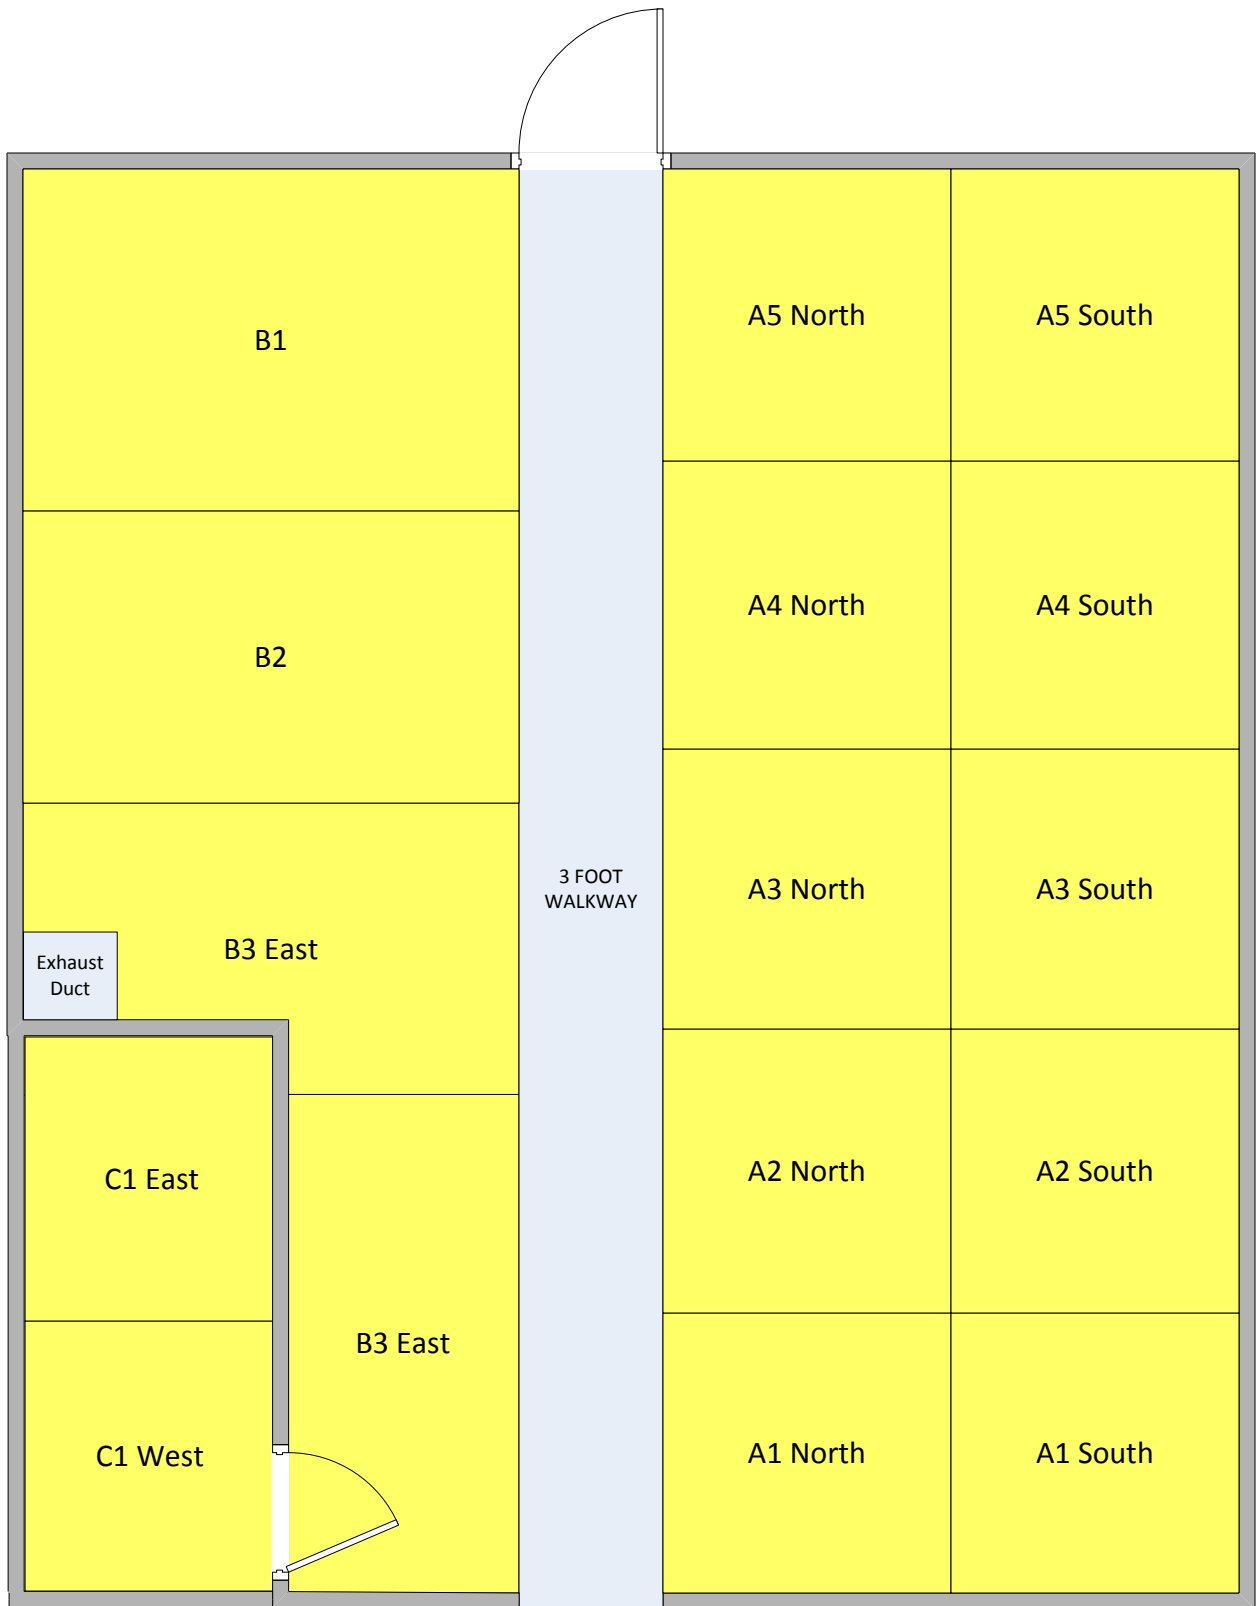 B1
B2
B3 East
Exhaust
Duct
C1 East
C1 West
B3 East
3 FOOT
WALKWAY
A5 North
A5 South
A4 North
A4 South
A3 North
A3 South
A2 North
A2 South
A1 North
A1 South